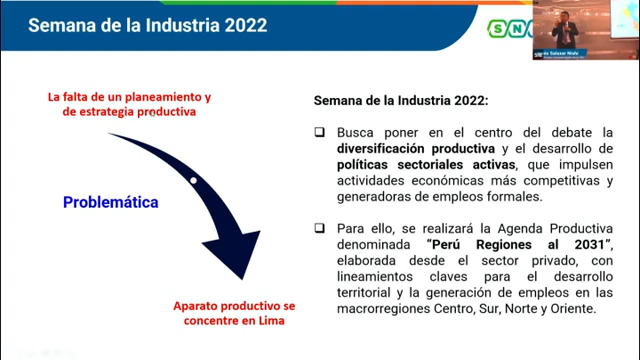 Semana de la Industria 2022
SN
La falta de un planeamiento y
de estrategia productiva
Problemática
Aparato productivo se
concentre en Lima
Semana de la Industria 2022:
Busca poner en el centro del debate la
diversificación productiva y el desarrollo de
políticas sectoriales activas, que impulsen
actividades económicas más competitivas y
generadoras de empleos formales.
Para ello, se realizará la Agenda Productiva
denominada “Perú Regiones al 2031”,
elaborada desde el sector privado, con
lineamientos claves para el desarrollo
territorial y la generación de empleos en las
macrorregiones Centro, Sur, Norte y Oriente.